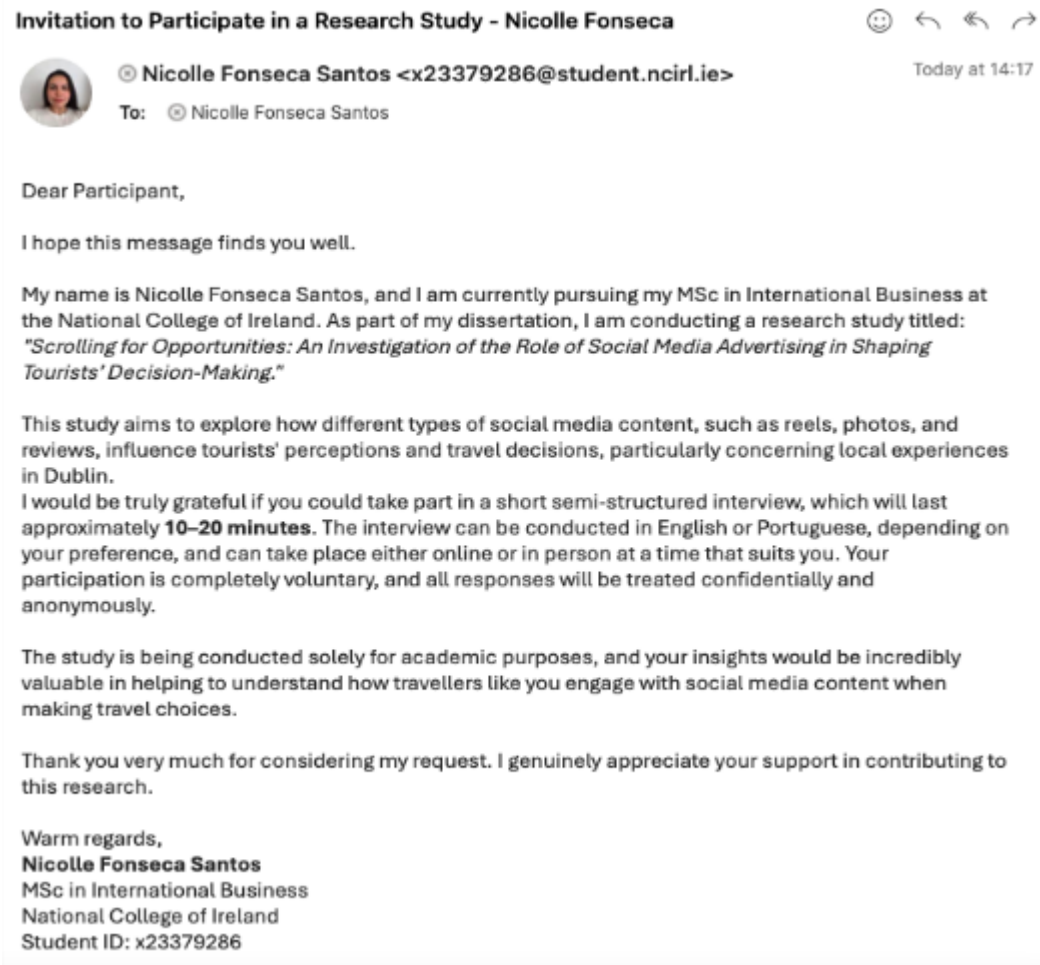 Invitation to Participate in a Research Study - Nicolle Fonseca
Nicolle Fonseca Santos <x23379286@student.ncirl.ie>
Today at 14:17
To: Nicolle Fonseca Santos
Dear Participant,
I hope this message finds you well.
My name is Nicolle Fonseca Santos, and I am currently pursuing my MSc in International Business at
the National College of Ireland. As part of my dissertation, I am conducting a research study titled:
"Scrolling for Opportunities: An Investigation of the Role of Social Media Advertising in Shaping
Tourists' Decision-Making."
This study aims to explore how different types of social media content, such as reels, photos, and
reviews, influence tourists' perceptions and travel decisions, particularly concerning local experiences
in Dublin.
I would be truly grateful if you could take part in a short semi-structured interview, which will last
approximately 10–20 minutes. The interview can be conducted in English or Portuguese, depending on
your preference, and can take place either online or in person at a time that suits you. Your
participation is completely voluntary, and all responses will be treated confidentially and
anonymously.
The study is being conducted solely for academic purposes, and your insights would be incredibly
valuable in helping to understand how travellers like you engage with social media content when
making travel choices.
Thank you very much for considering my request. I genuinely appreciate your support in contributing to
this research.
Warm regards,
Nicolle Fonseca Santos
MSc in International Business
National College of Ireland
Student ID: x23379286